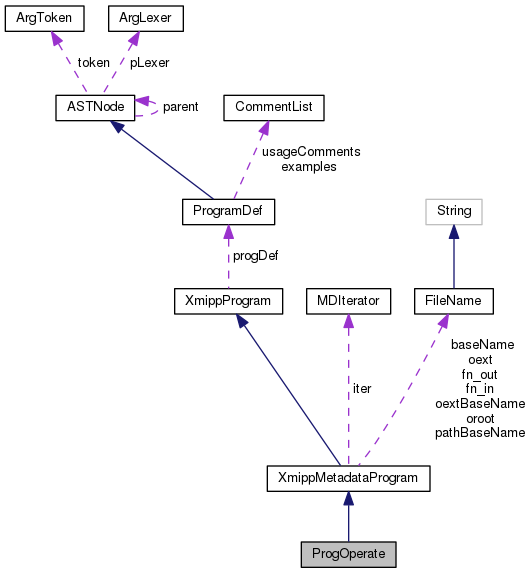 ArgToken
ArgLexer
token
pLexer
ASTNode
parent
CommentList
usageComments
examples
ProgramDef
String
progDef
XmippProgram
MDIterator
FileName
baseName
oext
fn_out
fn_in
oextBaseName
oroot
pathBaseName
iter
XmippMetadataProgram
ProgOperate